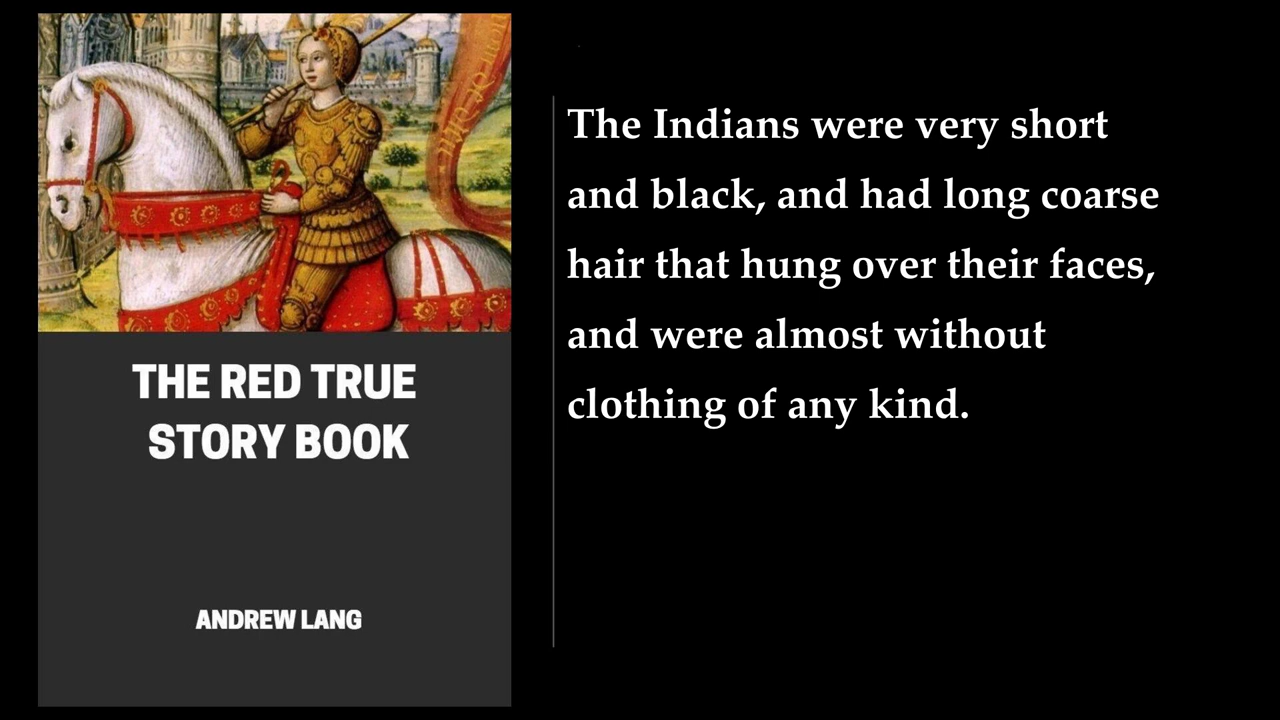 THE RED TRUE
STORY BOOK
ANDREW LANG
The Indians were very short
and black, and had long coarse
hair that hung over their faces,
and were almost without
clothing of any kind.